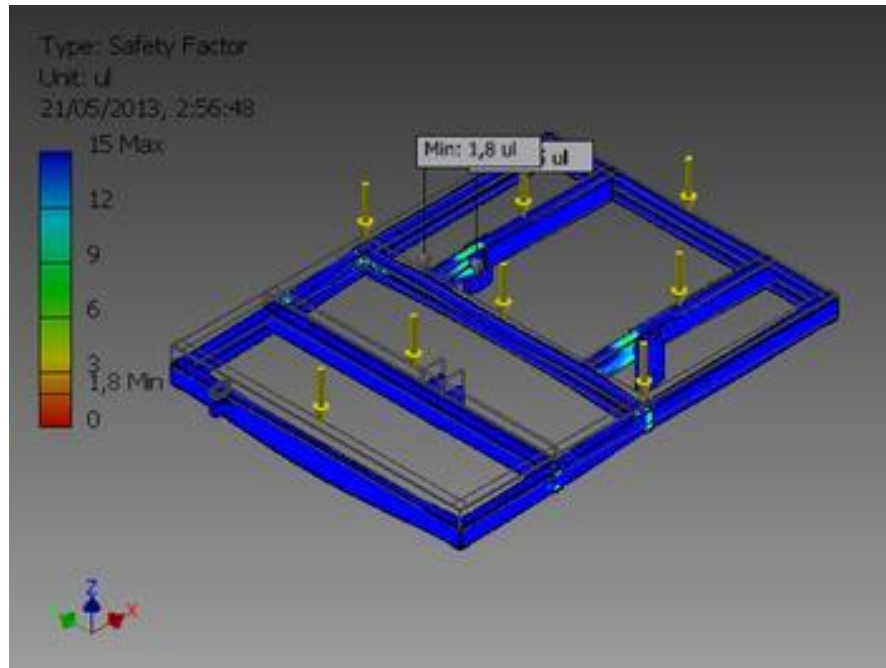 Type: Safety Factor
Unit: ul
21/05/2013, 2:56:48
15 Max
12
9
6
3
1,8 Min
0
Min: 1,8 ul
ul
Z
X